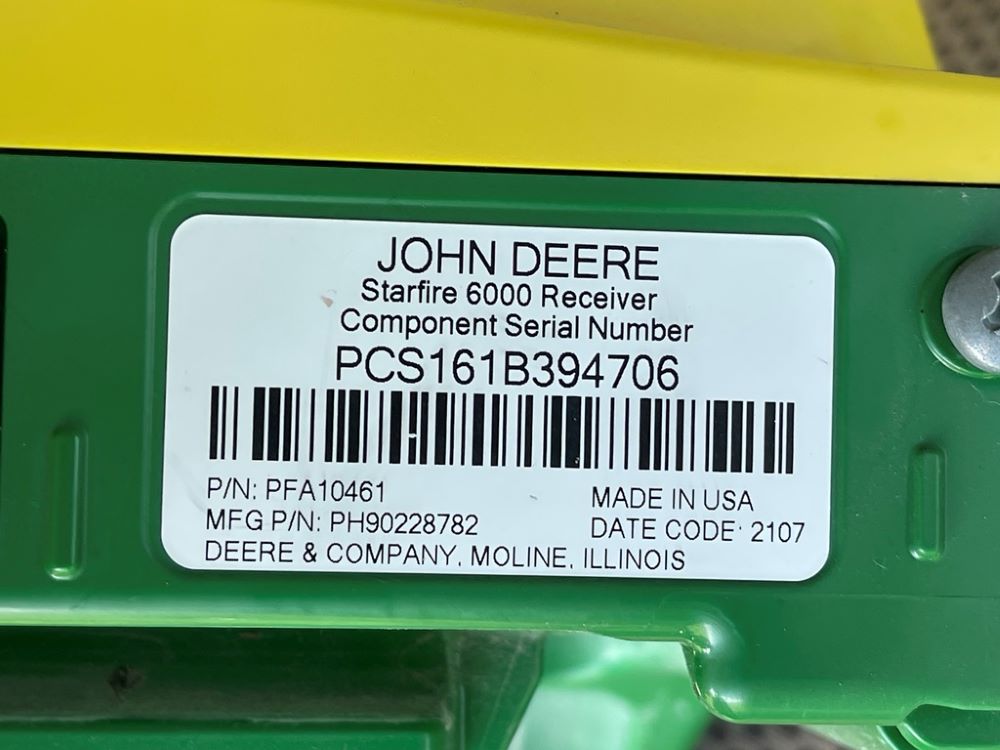 JOHN DEERE
Starfire 6000 Receiver
Component Serial Number
PCS161B394706
P/N: PFA10461
MADE IN USA
MFG P/N: PH90228782
DATE CODE: 2107
DEERE & COMPANY, MOLINE, ILLINOIS